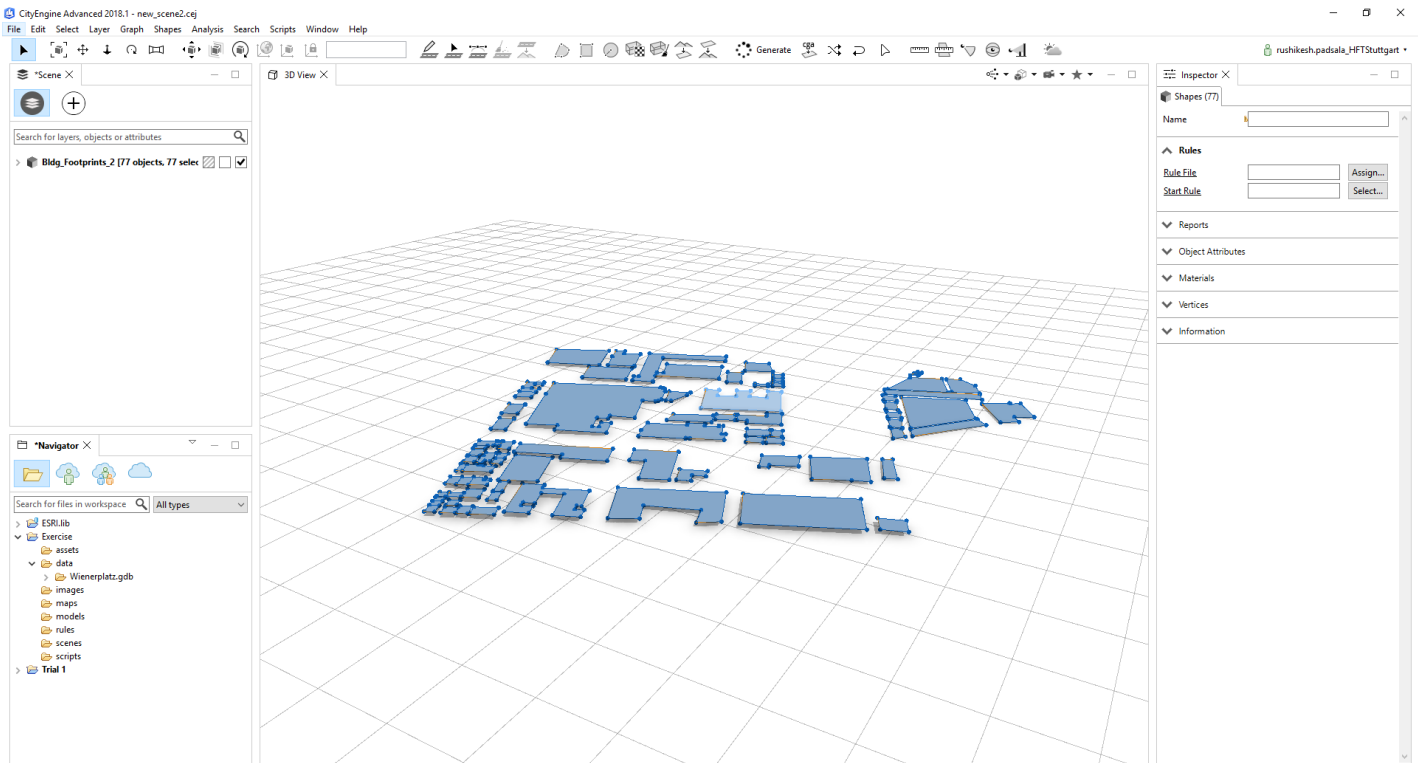 CityEngine Advanced 2018.1 - new_scene2.cej
File Edit Select Layer Graph Shapes Analysis Search Scripts Window Help
Generate
cga
rushikesh.padsala_HFTStuttgart
*Scene
Search for layers, objects or attributes
Bldg_Footprints_2 [77 objects, 77 selec
*Navigator
Search for files in workspace
All types
ESRI.lib
Exercise
assets
data
Wienerplatz.gdb
images
maps
models
rules
scenes
scripts
Trial 1
3D View
Inspector
Shapes (77)
Name
Rules
Rule File
Assign...
Start Rule
Select...
Reports
Object Attributes
Materials
Vertices
Information